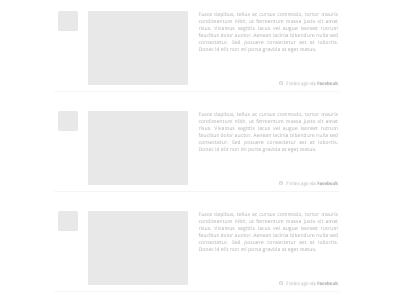 Fusce dapibus, tellus ac cursus commodo, tortor mauris
condimentum nibh, ut fermentum massa justo sit amet
risus. Vivamus sagittis lacus vel augue laoreet rutrum
faucibus dolor auctor. Aenean lacinia bibendum nulla sed
consectetur. Sed posuere consectetur est at lobortis.
Donec id elit non mi porta gravida at eget metus.
ago via Facebook
Fusce dapibus, tellus ac cursus commodo, tortor mauris
condimentum nibh, ut fermentum massa justo sit amet
risus. Vivamus sagittis lacus vel augue laoreet rutrum
faucibus dolor auctor. Aenean lacinia bibendum nulla sed
consectetur. Sed posuere consectetur est at lobortis.
Donec id elit non mi porta gravida at eget metus.
ago via Facebook
Fusce dapibus, tellus ac cursus commodo, tortor mauris
condimentum nibh, ut fermentum massa justo sit amet
risus. Vivamus sagittis lacus vel augue laoreet rutrum
faucibus dolor auctor. Aenean lacinia bibendum nulla sed
consectetur. Sed posuere consectetur est at lobortis.
Donec id elit non mi porta gravida at eget metus.
ago via Facebook